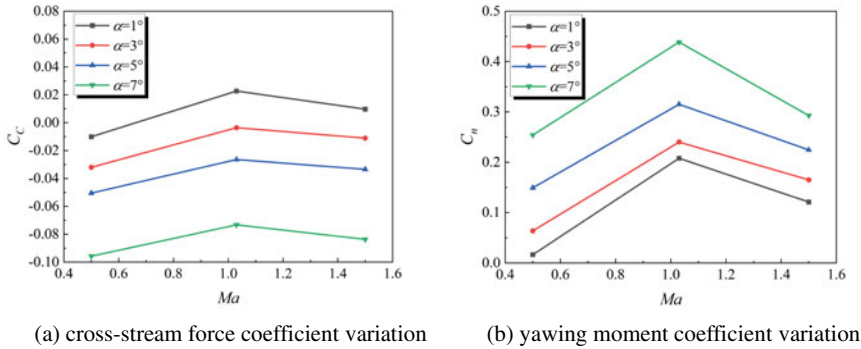 α=1°
α=3°
α=5°
α=7°
0.08
0.06
0.04
0.02
0.00
-0.02
-0.04
-0.06
-0.08
-0.10
C_C
0.4 0.6 0.8 1.0 1.2 1.4 1.6
Ma
(a) cross-stream force coefficient variation
α=1°
α=3°
α=5°
α=7°
0.5
0.4
0.3
0.2
0.1
0.0
C_n
0.4 0.6 0.8 1.0 1.2 1.4 1.6
Ma
(b) yawing moment coefficient variation